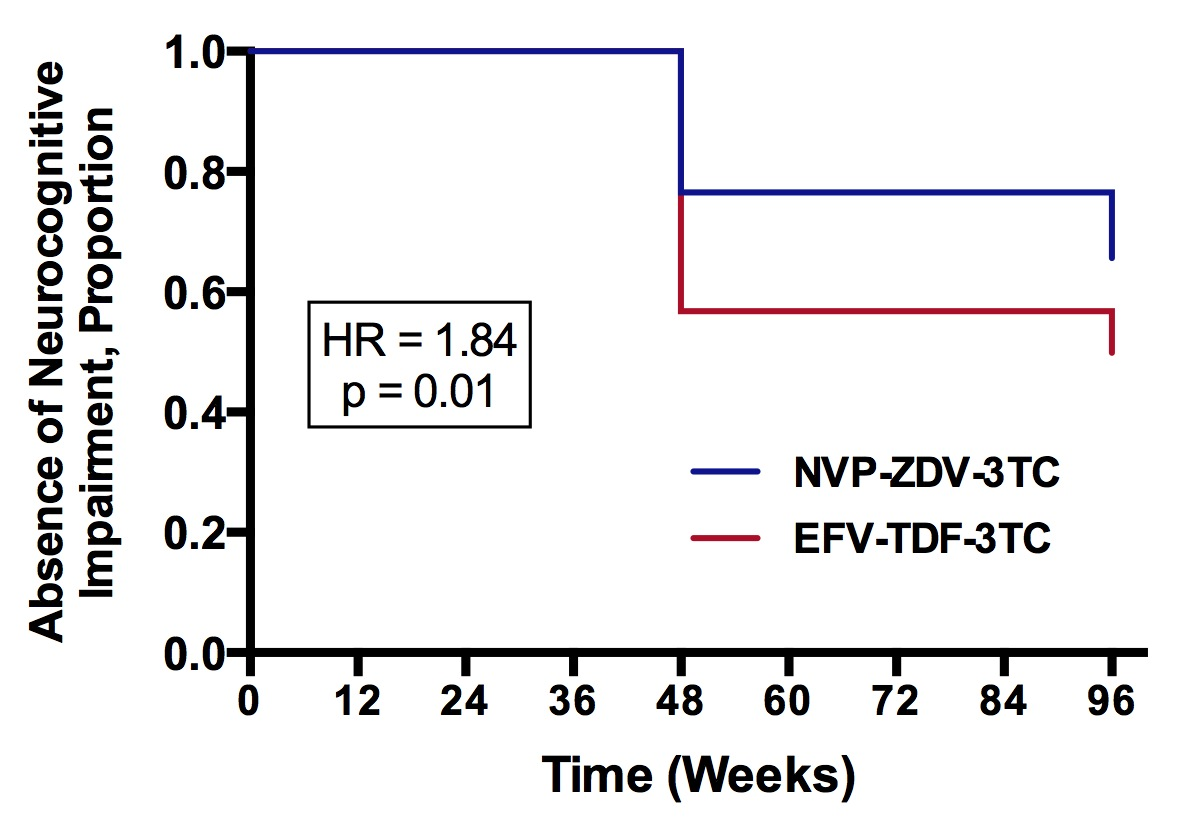 Absence of Neurocognitive
Impairment, Proportion
1.0
0.8
0.6
0.4
0.2
0.0
HR = 1.84
p = 0.01
NVP-ZDV-3TC
EFV-TDF-3TC
0 12 24 36 48 60 72 84 96
Time (Weeks)